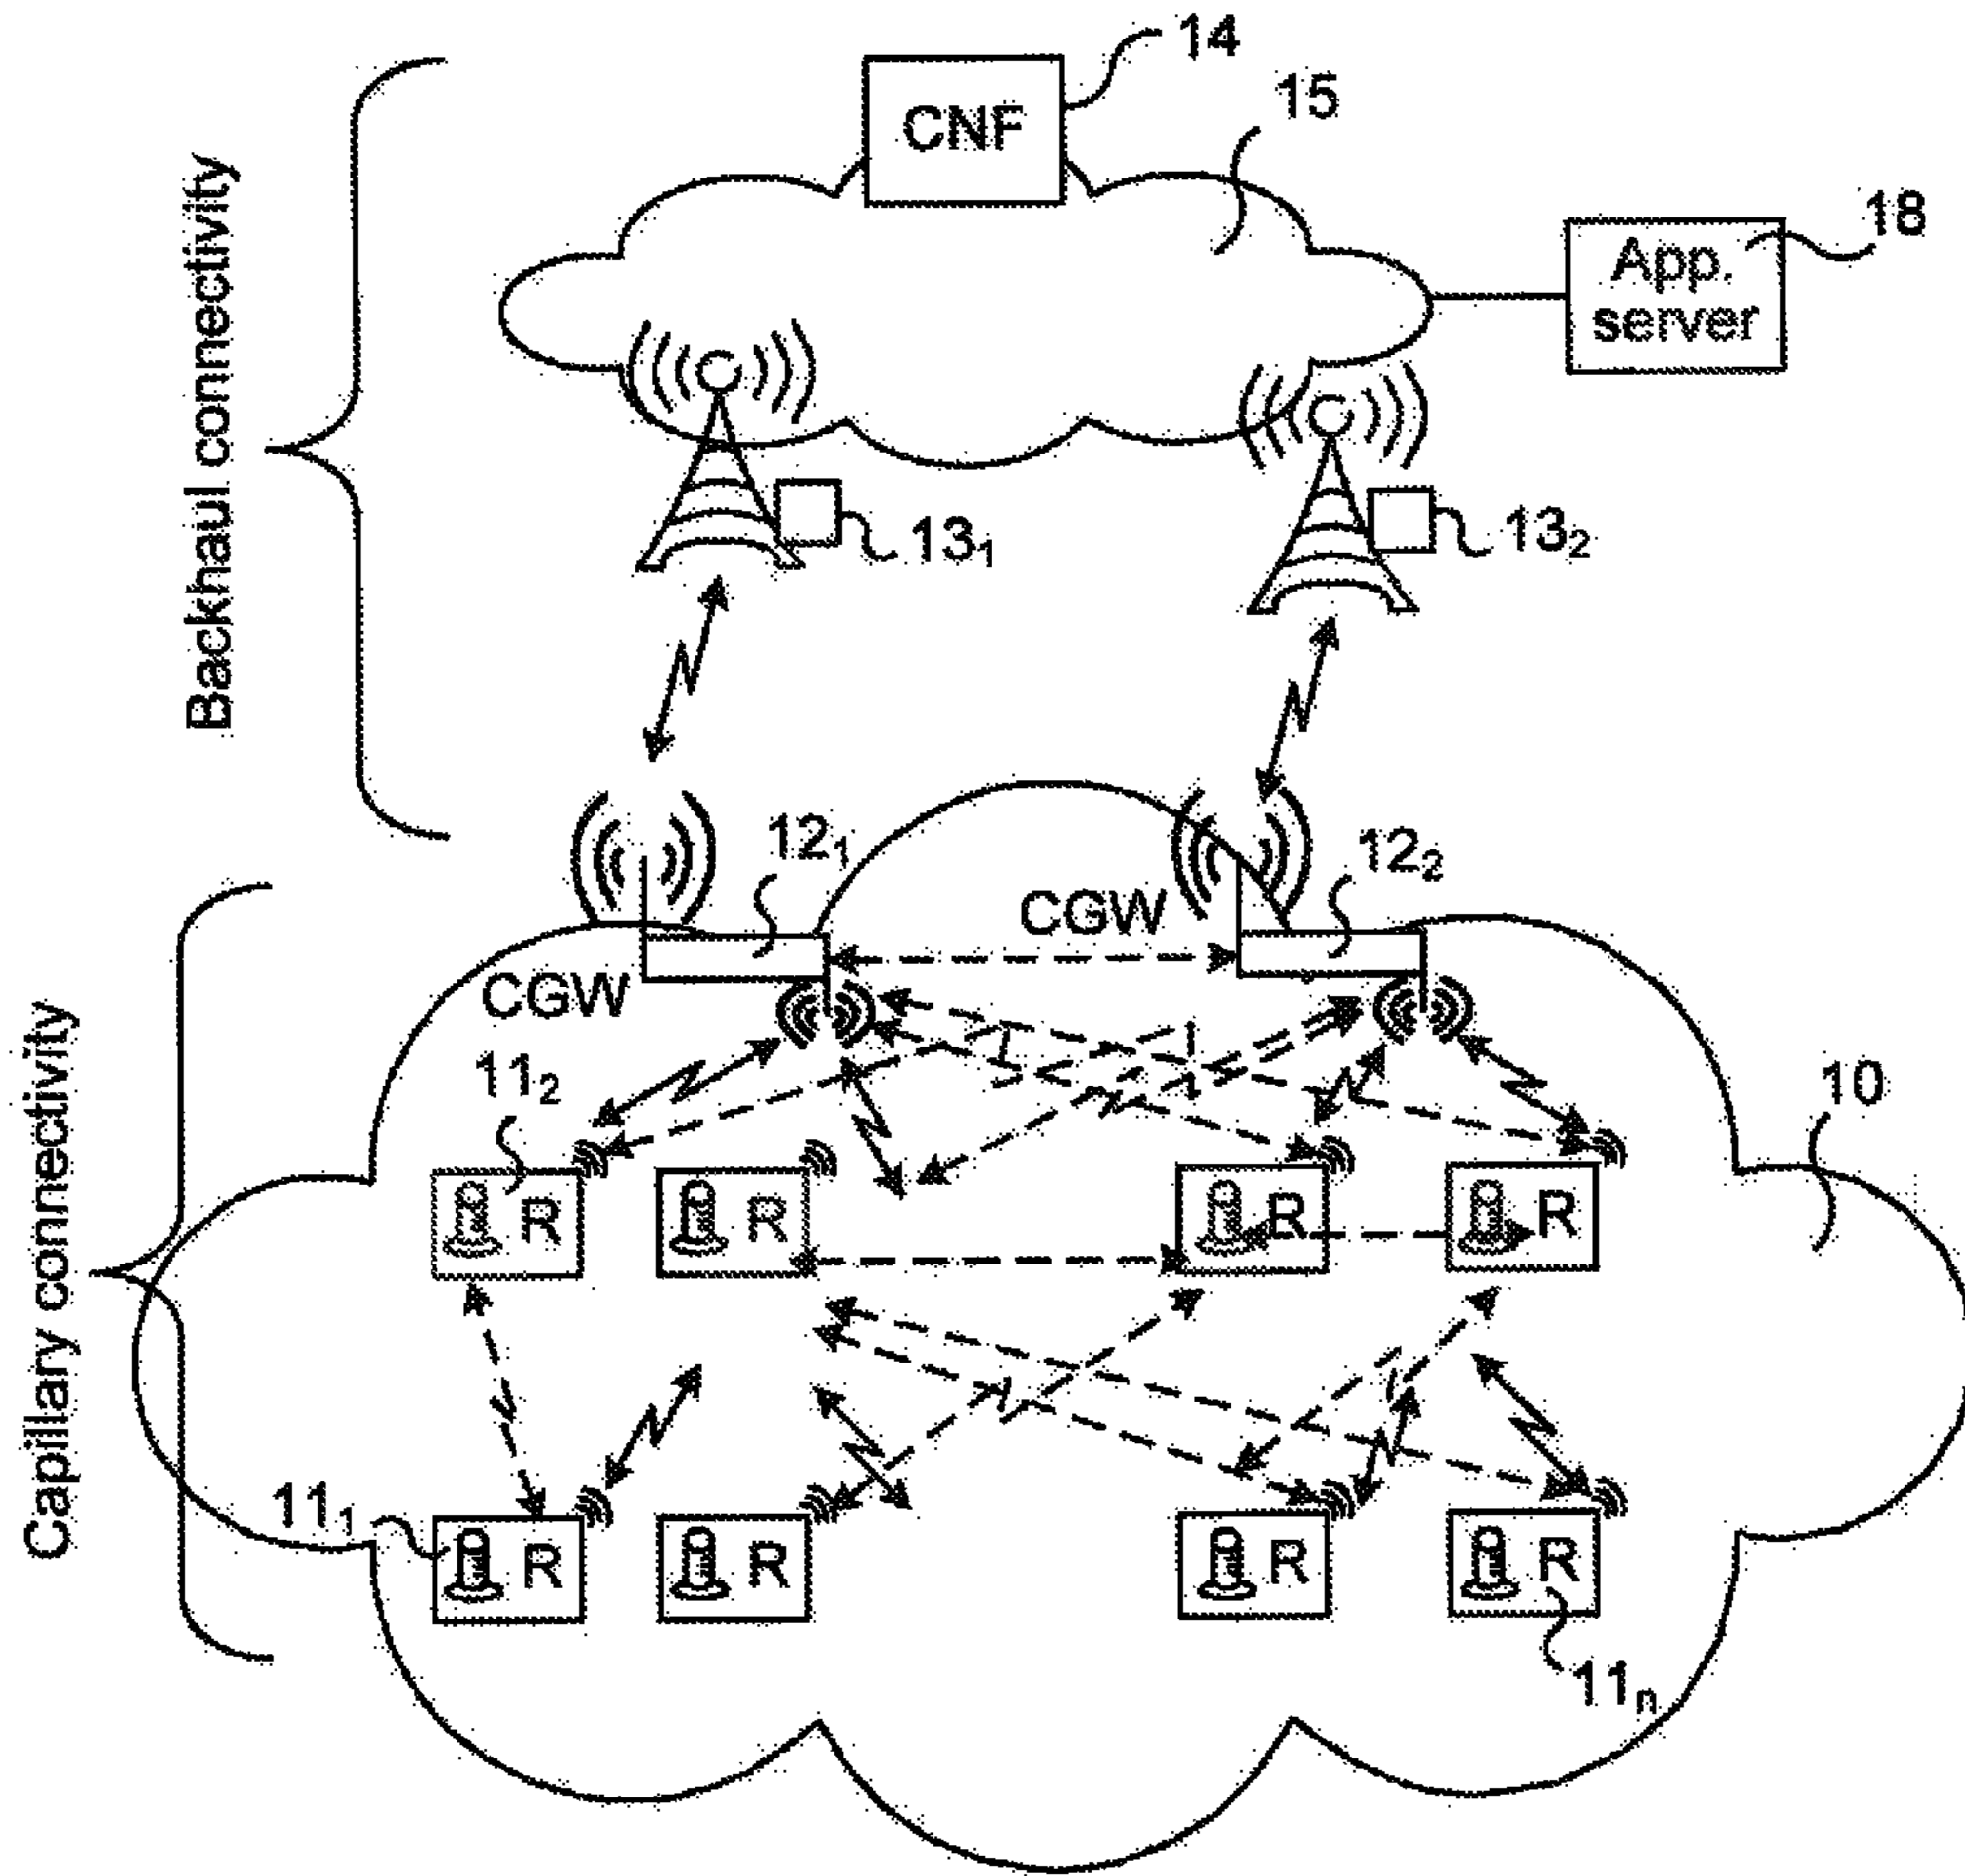 14
CNF
15
18
App.
server
Backhaul connectivity
13₁
13₂
12₁
12₂
CGW
CGW
Capillary connectivity
11₂
10
R
R
R
R
11₁
R
R
R
R
11ₙ